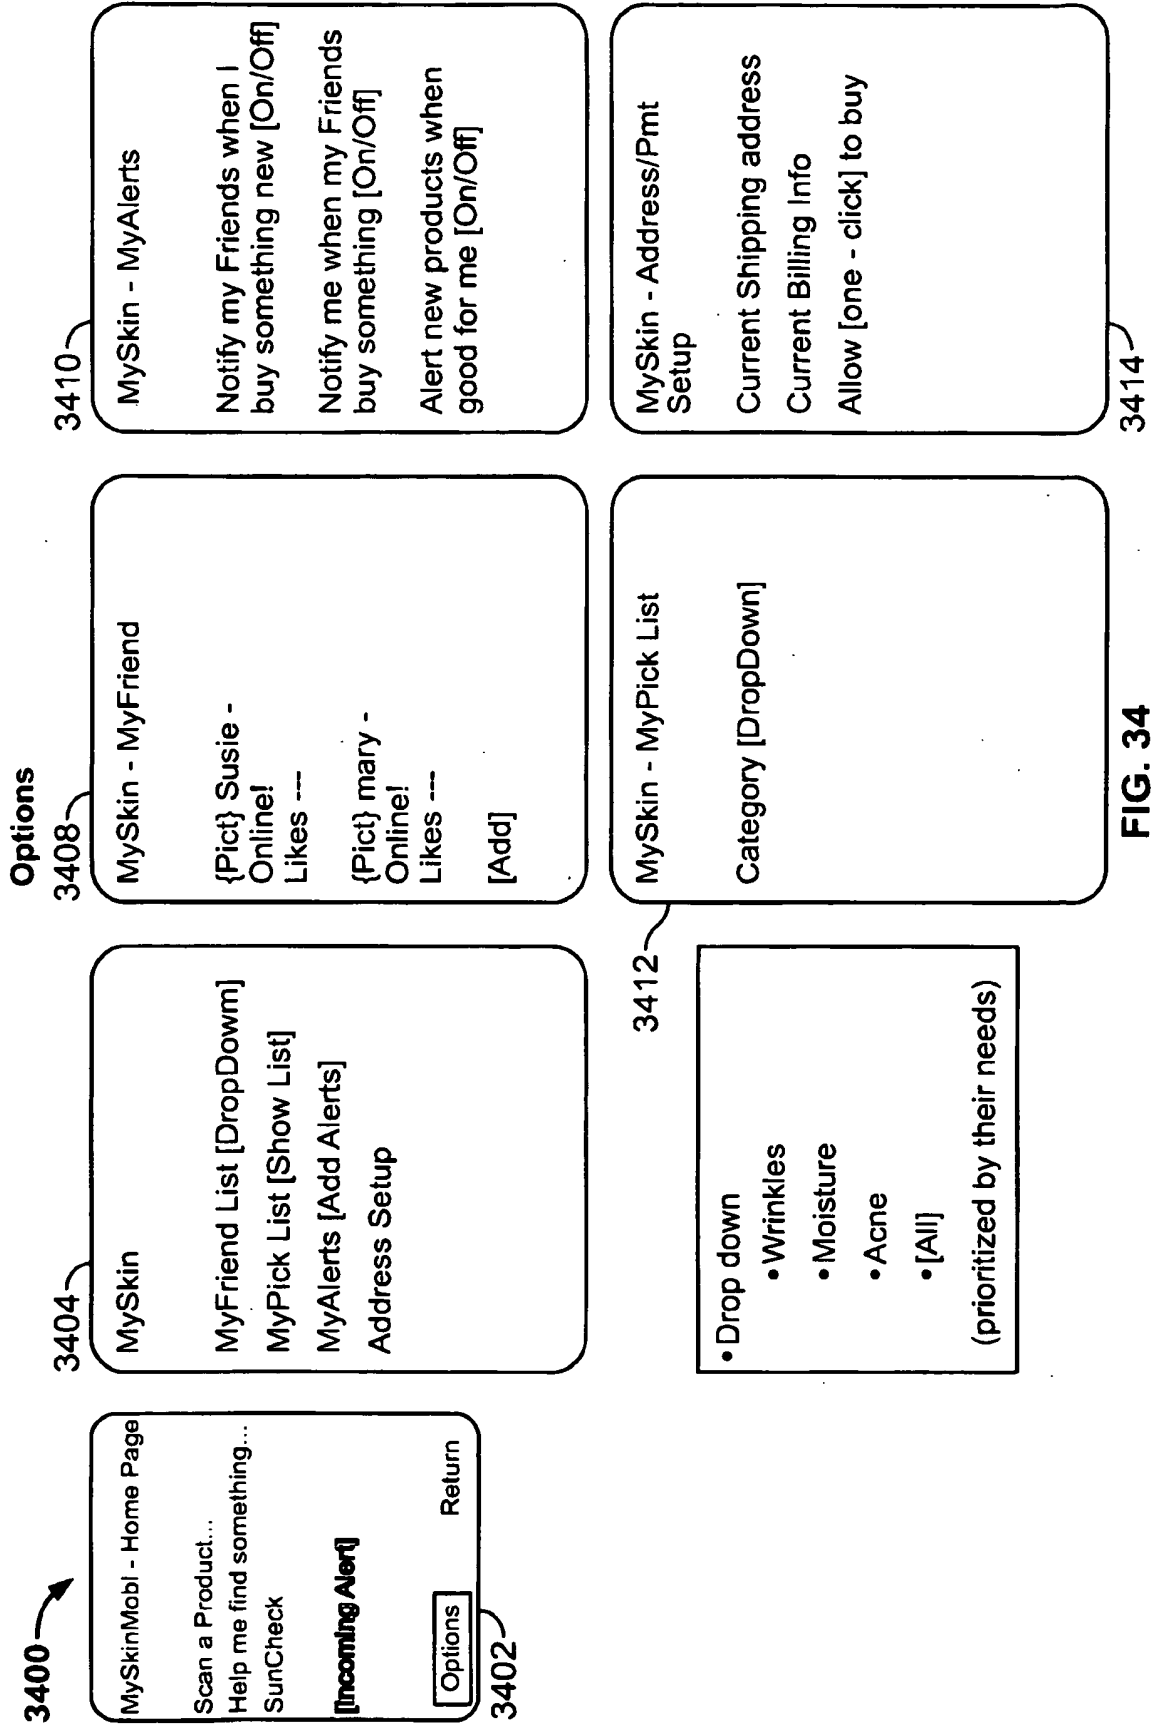 Options
3400
MySkinMobl - Home Page
Scan a Product...
Help me find something...
SunCheck
[Incoming Alert]
Options
Return
3402
3404
MySkin
MyFriend List [DropDowm]
MyPick List [Show List]
MyAlerts [Add Alerts]
Address Setup
3408
MySkin - MyFriend
{Pict} Susie -
Online!
Likes ---
{Pict} mary -
Online!
Likes ---
[Add]
3410
MySkin - MyAlerts
Notify my Friends when I
buy something new [On/Off]
Notify me when my Friends
buy something [On/Off]
Alert new products when
good for me [On/Off]
•Drop down
•Wrinkles
•Moisture
•Acne
•[All]
(prioritized by their needs)
3412
MySkin - MyPick List
Category [DropDown]
MySkin - Address/Pmt
Setup
Current Shipping address
Current Billing Info
Allow [one - click] to buy
3414
FIG. 34